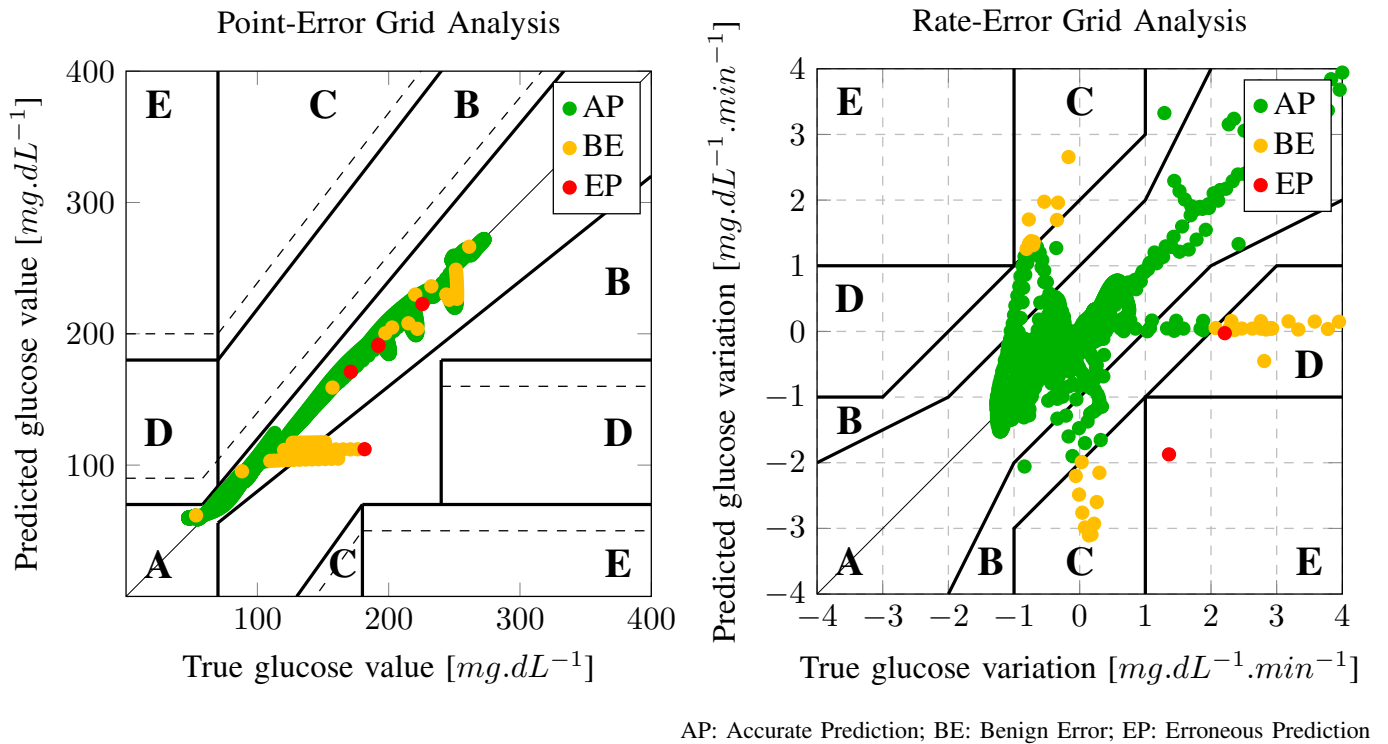 Point-Error Grid Analysis
Predicted glucose value [mg.dL⁻¹]
400
300
200
100
E
C
B
B
D
D
A
C
E
AP
BE
EP
100 200 300 400
True glucose value [mg.dL⁻¹]
Rate-Error Grid Analysis
Predicted glucose variation [mg.dL⁻¹.min⁻¹]
4
3
2
1
0
−1
−2
−3
−4
E
C
D
B
D
A
B
C
E
AP
BE
EP
−4 −3 −2 −1 0 1 2 3 4
True glucose variation [mg.dL⁻¹.min⁻¹]
AP: Accurate Prediction; BE: Benign Error; EP: Erroneous Prediction